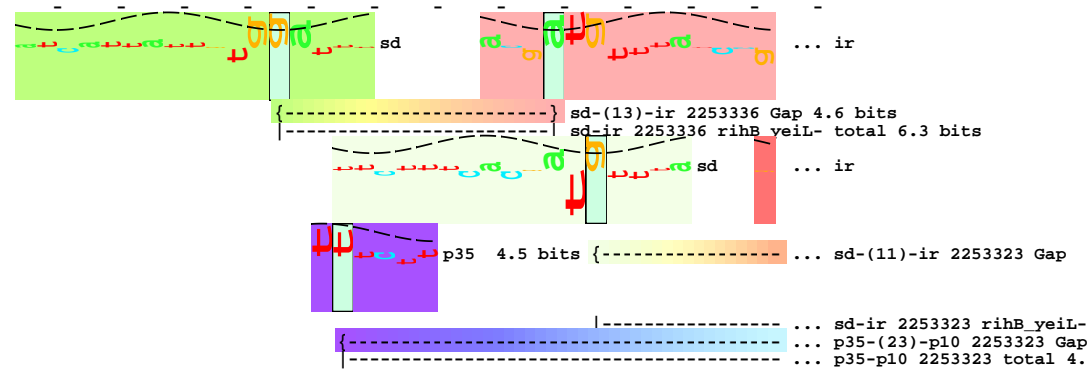 sd ... ir
sd-(13)-ir 2253336 Gap 4.6 bits
sd-ir 2253336 rihB_yeiL- total 6.3 bits
sd ... ir
p35 4.5 bits ... sd-(11)-ir 2253323 Gap
... sd-ir 2253323 rihB_yeiL-
... p35-(23)-p10 2253323 Gap
... p35-p10 2253323 total 4.